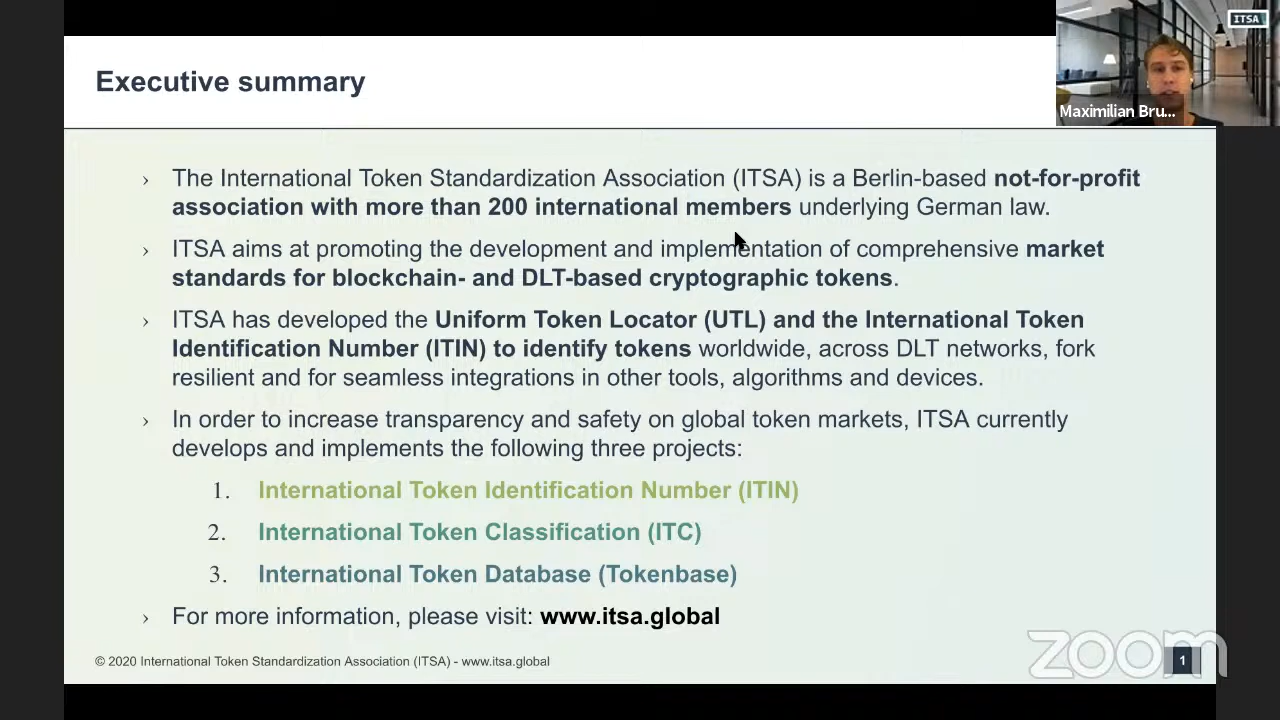 ITSA
Executive summary
Maximilian Bru...
› The International Token Standardization Association (ITSA) is a Berlin-based not-for-profit
association with more than 200 international members underlying German law.
› ITSA aims at promoting the development and implementation of comprehensive market
standards for blockchain- and DLT-based cryptographic tokens.
› ITSA has developed the Uniform Token Locator (UTL) and the International Token
Identification Number (ITIN) to identify tokens worldwide, across DLT networks, fork
resilient and for seamless integrations in other tools, algorithms and devices.
› In order to increase transparency and safety on global token markets, ITSA currently
develops and implements the following three projects:
1. International Token Identification Number (ITIN)
2. International Token Classification (ITC)
3. International Token Database (Tokenbase)
› For more information, please visit: www.itsa.global
© 2020 International Token Standardization Association (ITSA) - www.itsa.global
zoom
1